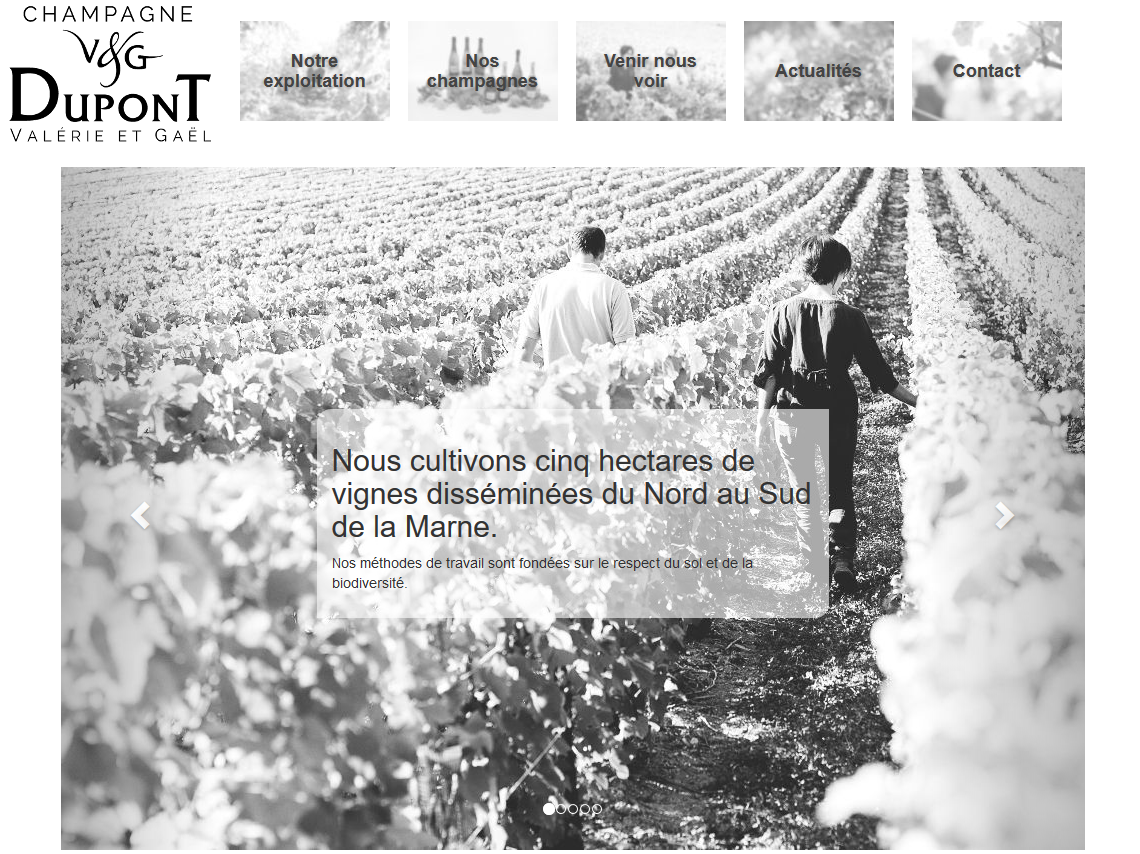 CHAMPAGNE
V&G
DUPONT
VALÉRIE ET GAËL
Notre
exploitation
Nos
champagnes
Venir nous
voir
Actualités
Contact
Nous cultivons cinq hectares de
vignes disséminées du Nord au Sud
de la Marne.
Nos méthodes de travail sont fondées sur le respect du sol et de la
biodiversité.